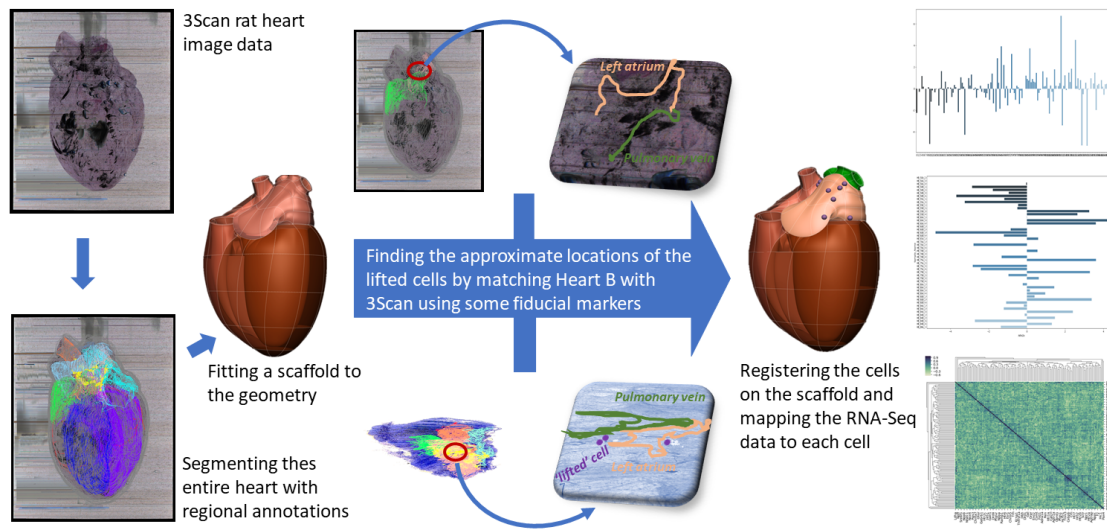 3Scan rat heart
image data
Left atrium
Pulmonary vein
Finding the approximate locations of the
lifted cells by matching Heart B with
3Scan using some fiducial markers
Fitting a scaffold to
the geometry
Segmenting thes
entire heart with
regional annotations
Pulmonary vein
'lifted' cell
Left atrium
Registering the cells
on the scaffold and
mapping the RNA-Seq
data to each cell